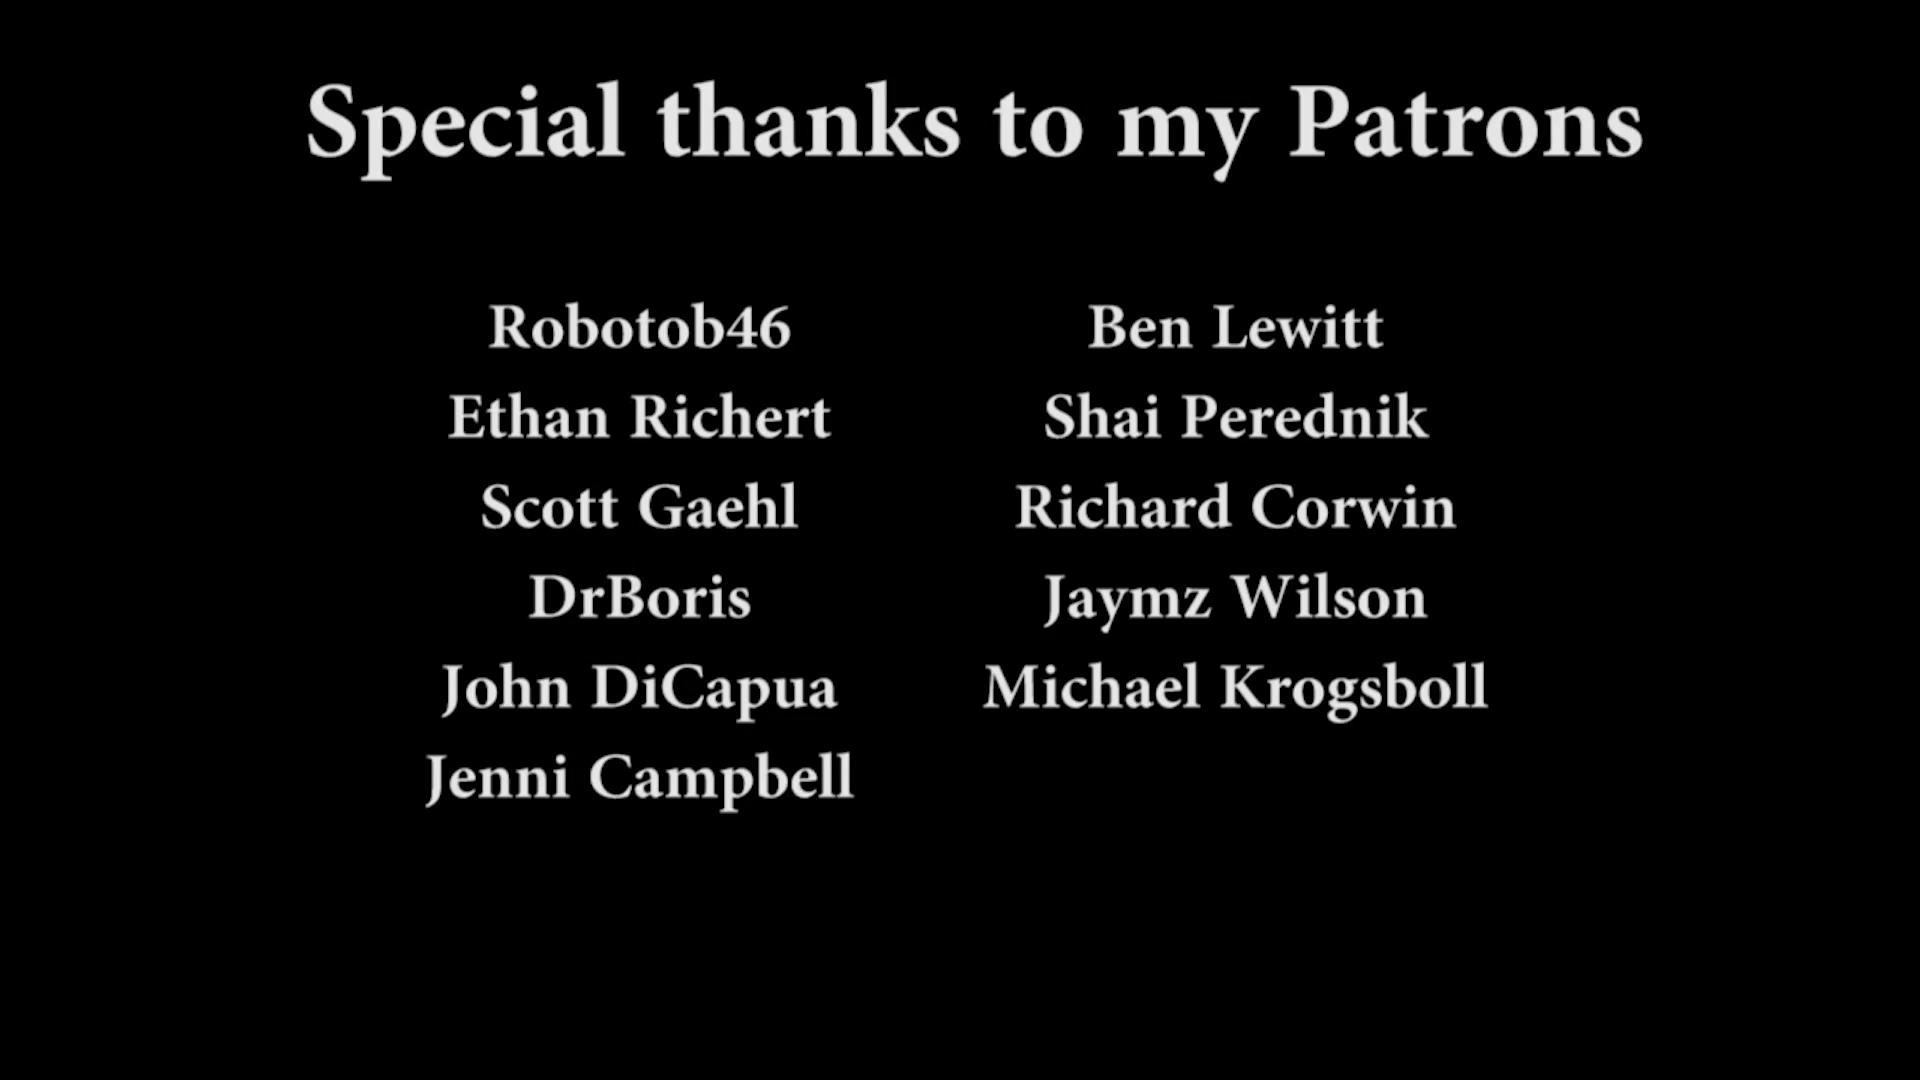 Special thanks to my Patrons
Robotob46
Ethan Richert
Scott Gaehl
DrBoris
John DiCapua
Jenni Campbell
Ben Lewitt
Shai Perednik
Richard Corwin
Jaymz Wilson
Michael Krogsboll